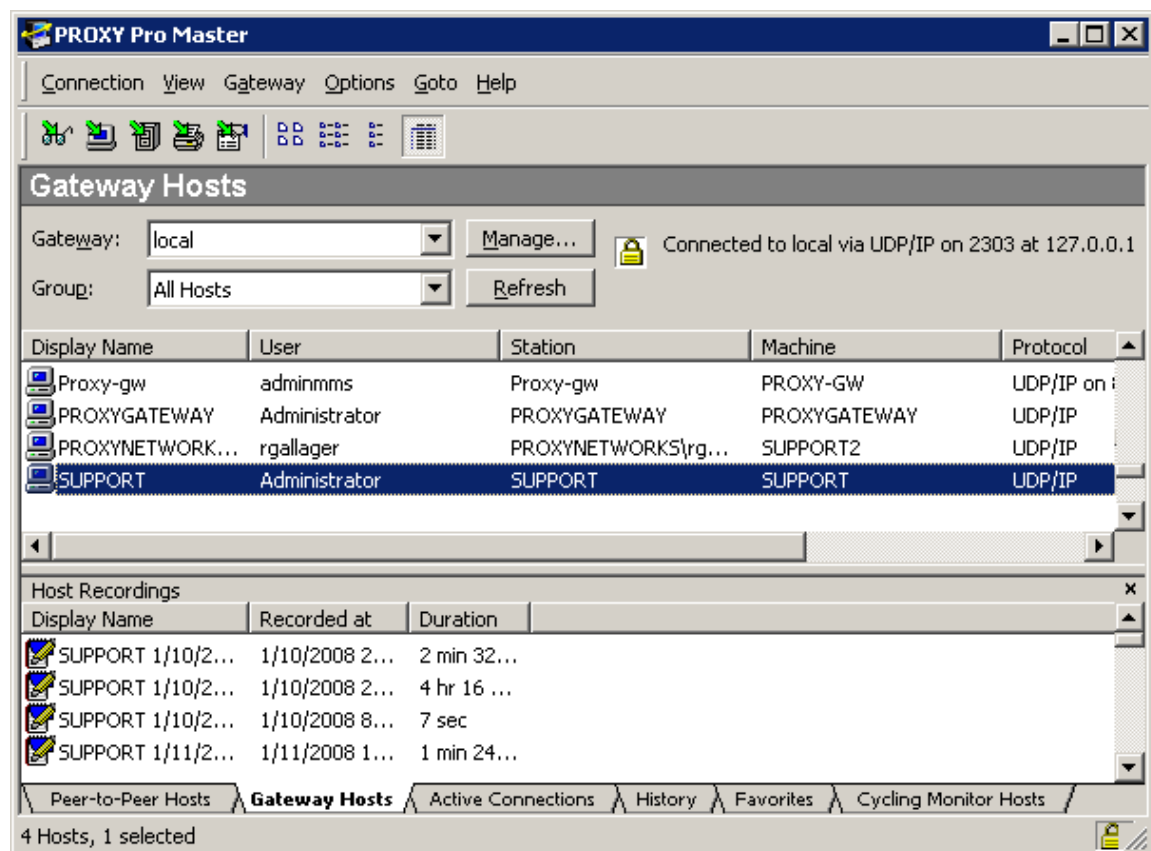 PROXY Pro Master
Connection View Gateway Options Goto Help
Gateway Hosts
Gateway: local Manage... Connected to local via UDP/IP on 2303 at 127.0.0.1
Group: All Hosts Refresh
Display Name User Station Machine Protocol
Proxy-gw adminmms Proxy-gw PROXY-GW UDP/IP on
PROXYGATEWAY Administrator PROXYGATEWAY PROXYGATEWAY UDP/IP
PROXYNETWORK... rgallager PROXYNETWORKS\rg... SUPPORT2 UDP/IP
SUPPORT Administrator SUPPORT SUPPORT UDP/IP
Host Recordings
Display Name Recorded at Duration
SUPPORT 1/10/2... 1/10/2008 2... 2 min 32...
SUPPORT 1/10/2... 1/10/2008 2... 4 hr 16 ...
SUPPORT 1/10/2... 1/10/2008 8... 7 sec
SUPPORT 1/11/2... 1/11/2008 1... 1 min 24...
Peer-to-Peer Hosts Gateway Hosts Active Connections History Favorites Cycling Monitor Hosts
4 Hosts, 1 selected